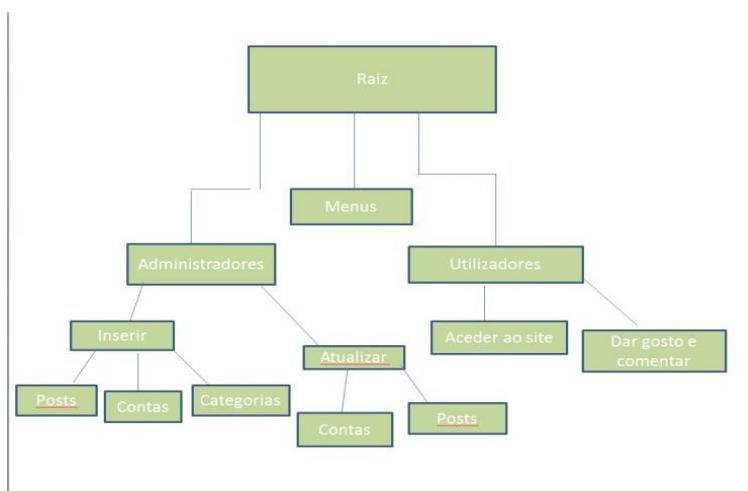 Raiz
Menus
Administradores
Utilizadores
Inserir
Aceder ao site
Dar gosto e
comentar
Atualizar
Posts
Contas
Categorias
Contas
Posts